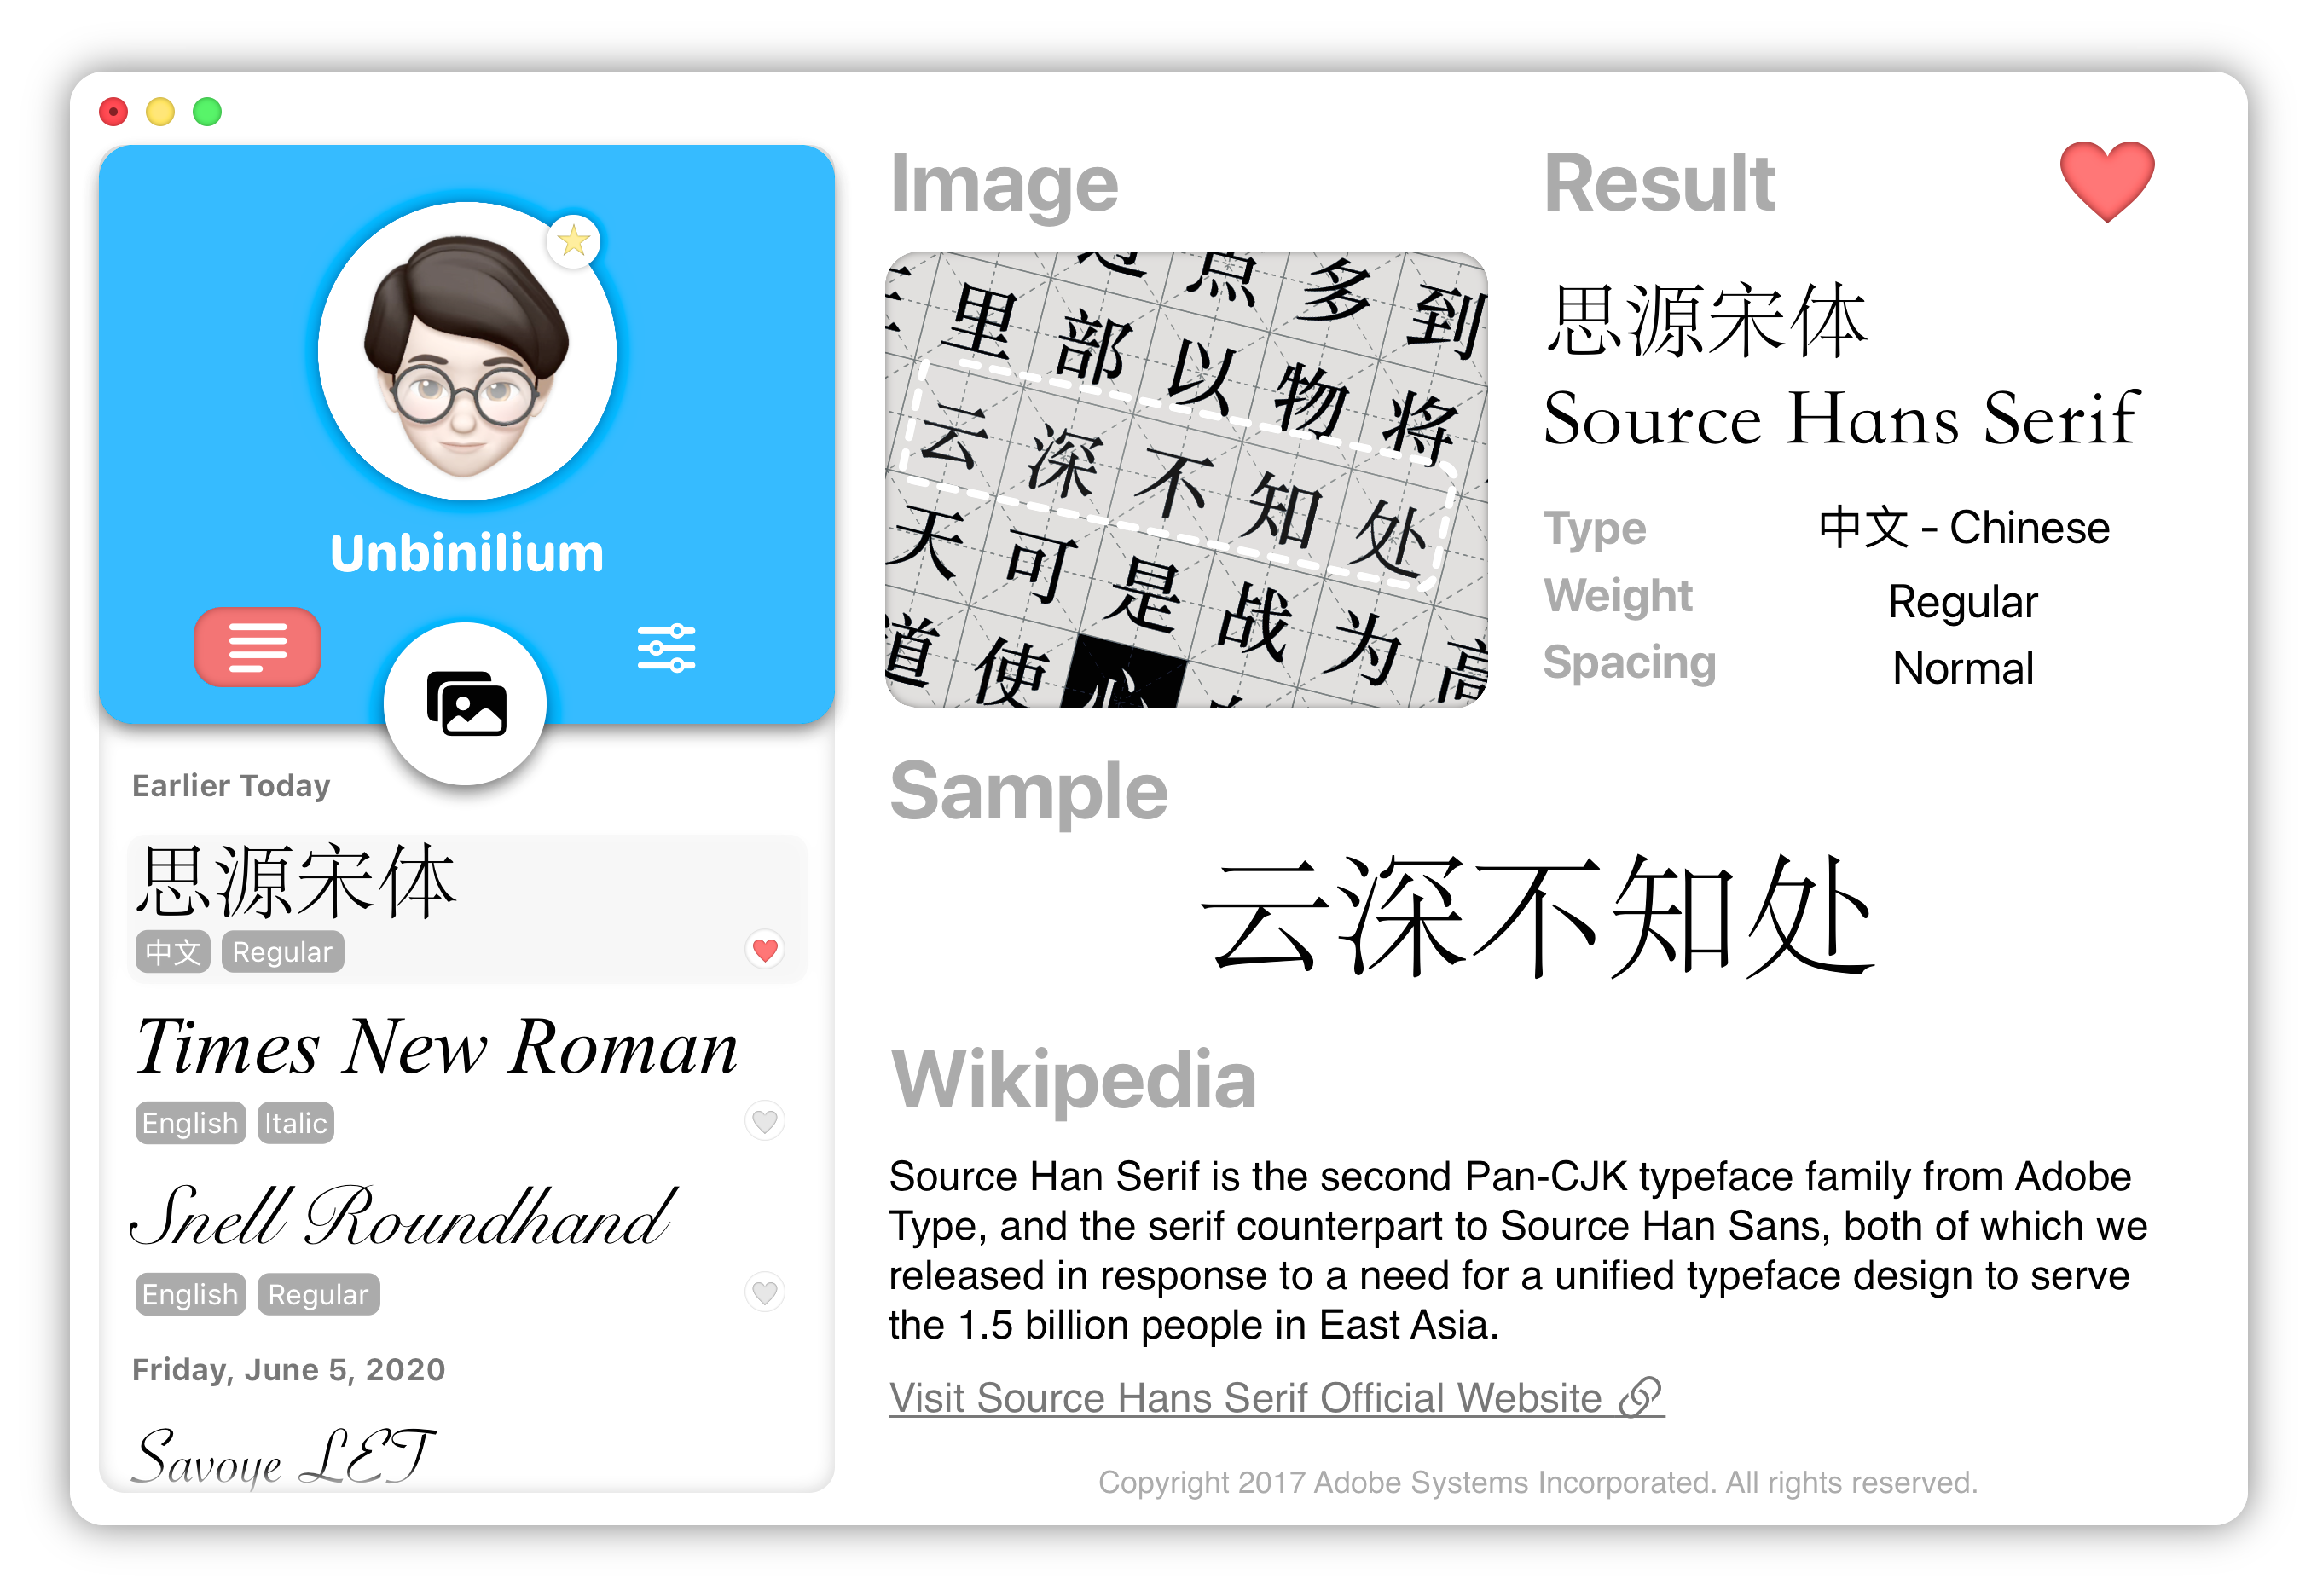 Unbinilium
Earlier Today
思源宋体
中文 Regular
Times New Roman
English Italic
Snell Roundhand
English Regular
Friday, June 5, 2020
Savoye LET
Image
多到
里部以物将
云深不知处
天可是战为
道使
Result
思源宋体
Source Hans Serif
Type 中文 - Chinese
Weight Regular
Spacing Normal
Sample
云深不知处
Wikipedia
Source Han Serif is the second Pan-CJK typeface family from Adobe
Type, and the serif counterpart to Source Han Sans, both of which we
released in response to a need for a unified typeface design to serve
the 1.5 billion people in East Asia.
Visit Source Hans Serif Official Website
Copyright 2017 Adobe Systems Incorporated. All rights reserved.